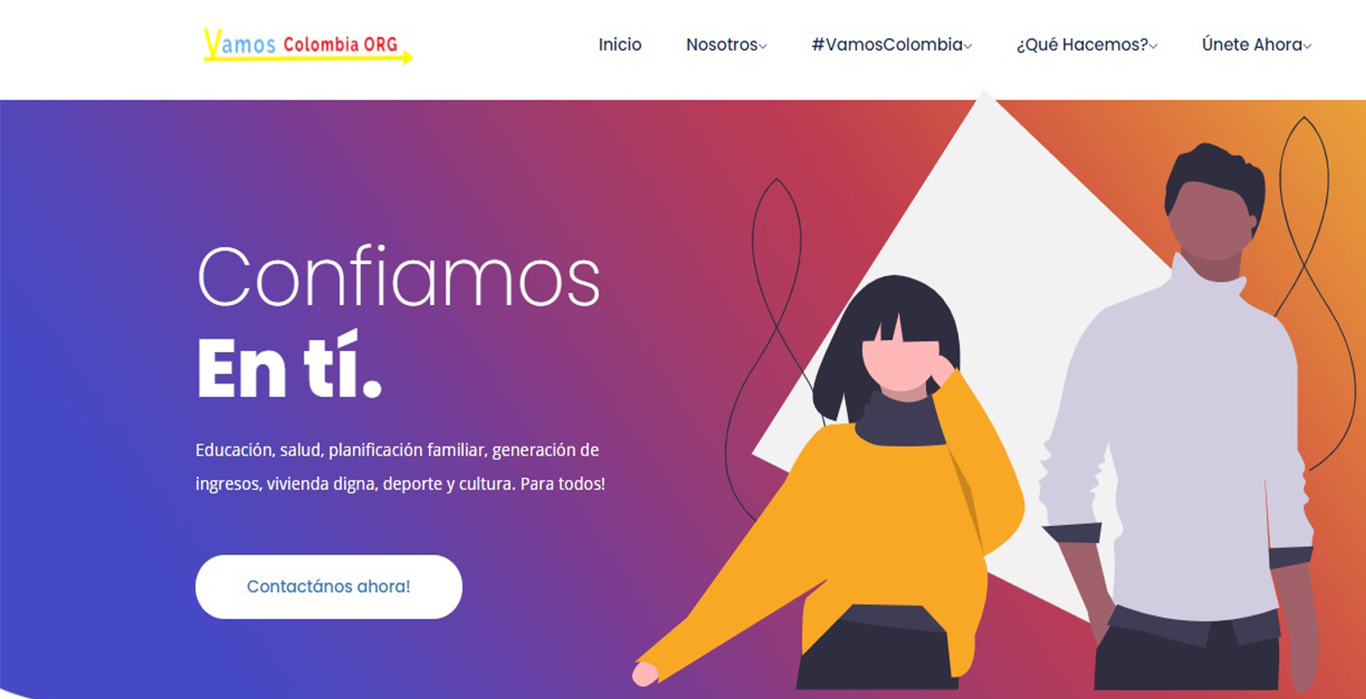 Vamos Colombia ORG
Inicio Nosotros #VamosColombia ¿Qué Hacemos? Únete Ahora
Confiamos
En tí.
Educación, salud, planificación familiar, generación de
ingresos, vivienda digna, deporte y cultura. Para todos!
Contactános ahora!